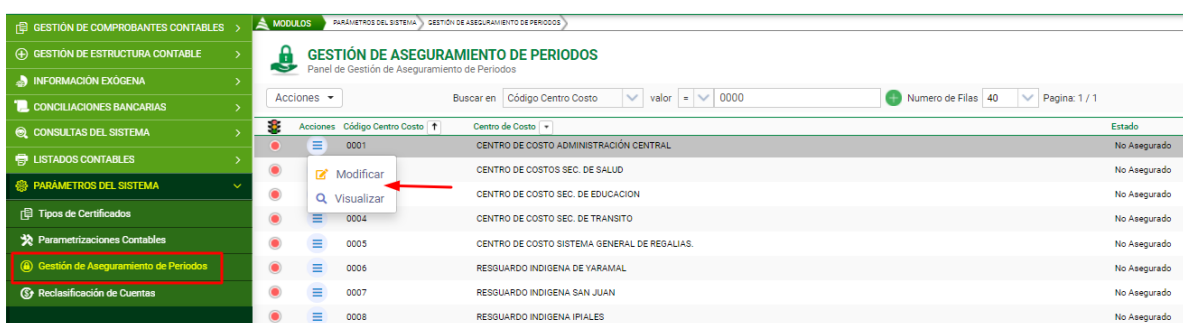 GESTIÓN DE COMPROBANTES CONTABLES
GESTIÓN DE ESTRUCTURA CONTABLE
INFORMACIÓN EXÓGENA
CONCILIACIONES BANCARIAS
CONSULTAS DEL SISTEMA
LISTADOS CONTABLES
PARÁMETROS DEL SISTEMA
Tipos de Certificados
Parametrizaciones Contables
Gestión de Aseguramiento de Periodos
Reclasificación de Cuentas
MODULOS PARÁMETROS DEL SISTEMA GESTIÓN DE ASEGURAMIENTO DE PERIODOS
GESTIÓN DE ASEGURAMIENTO DE PERIODOS
Panel de Gestión de Aseguramiento de Periodos
Acciones Buscar en Código Centro Costo valor = 0000 Numero de Filas 40 Pagina: 1 / 1
Acciones Código Centro Costo Centro de Costo Estado
0001 CENTRO DE COSTO ADMINISTRACIÓN CENTRAL No Asegurado
CENTRO DE COSTOS SEC. DE SALUD No Asegurado
Modificar
CENTRO DE COSTO SEC. DE EDUCACION No Asegurado
Visualizar
0004 CENTRO DE COSTO SEC. DE TRANSITO No Asegurado
0005 CENTRO DE COSTO SISTEMA GENERAL DE REGALIAS. No Asegurado
0006 RESGUARDO INDIGENA DE YARAMAL No Asegurado
0007 RESGUARDO INDIGENA SAN JUAN No Asegurado
0008 RESGUARDO INDIGENA IPIALES No Asegurado